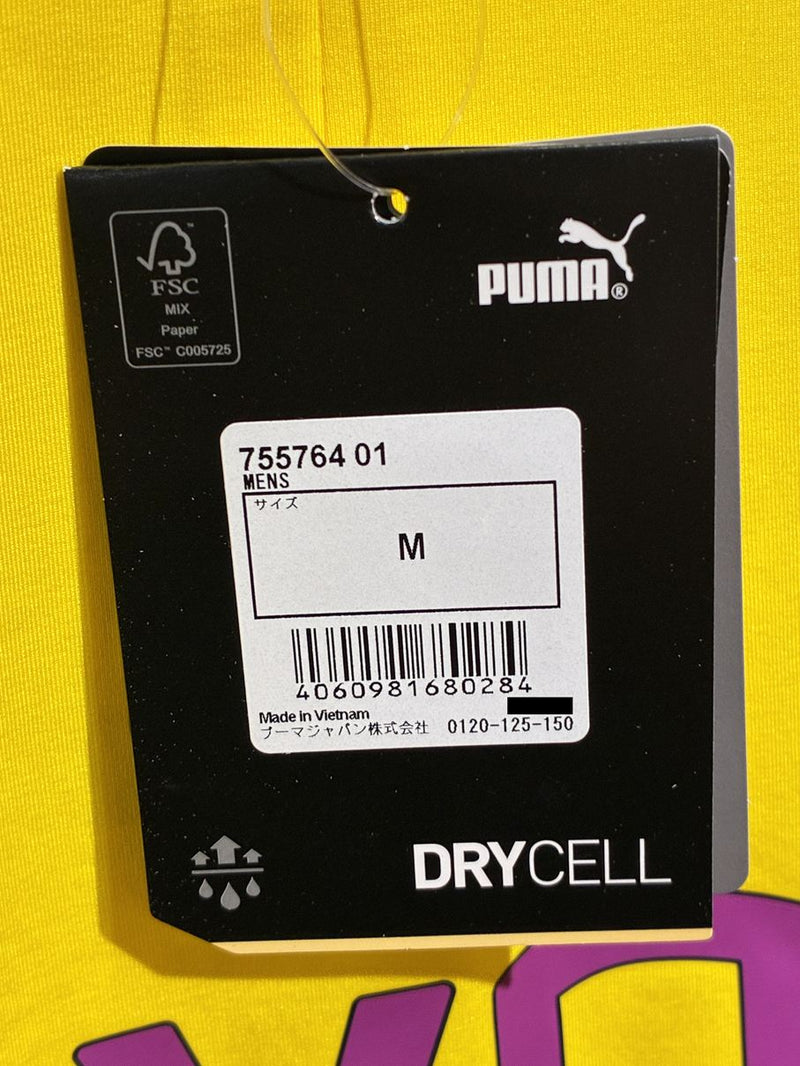 FSC™
MIX
Paper
FSC™ C005725
PUMA®
755764 01
MENS
サイズ
M
4060981680284
Made in Vietnam
プーマジャパン株式会社 0120-125-150
DRYCELL